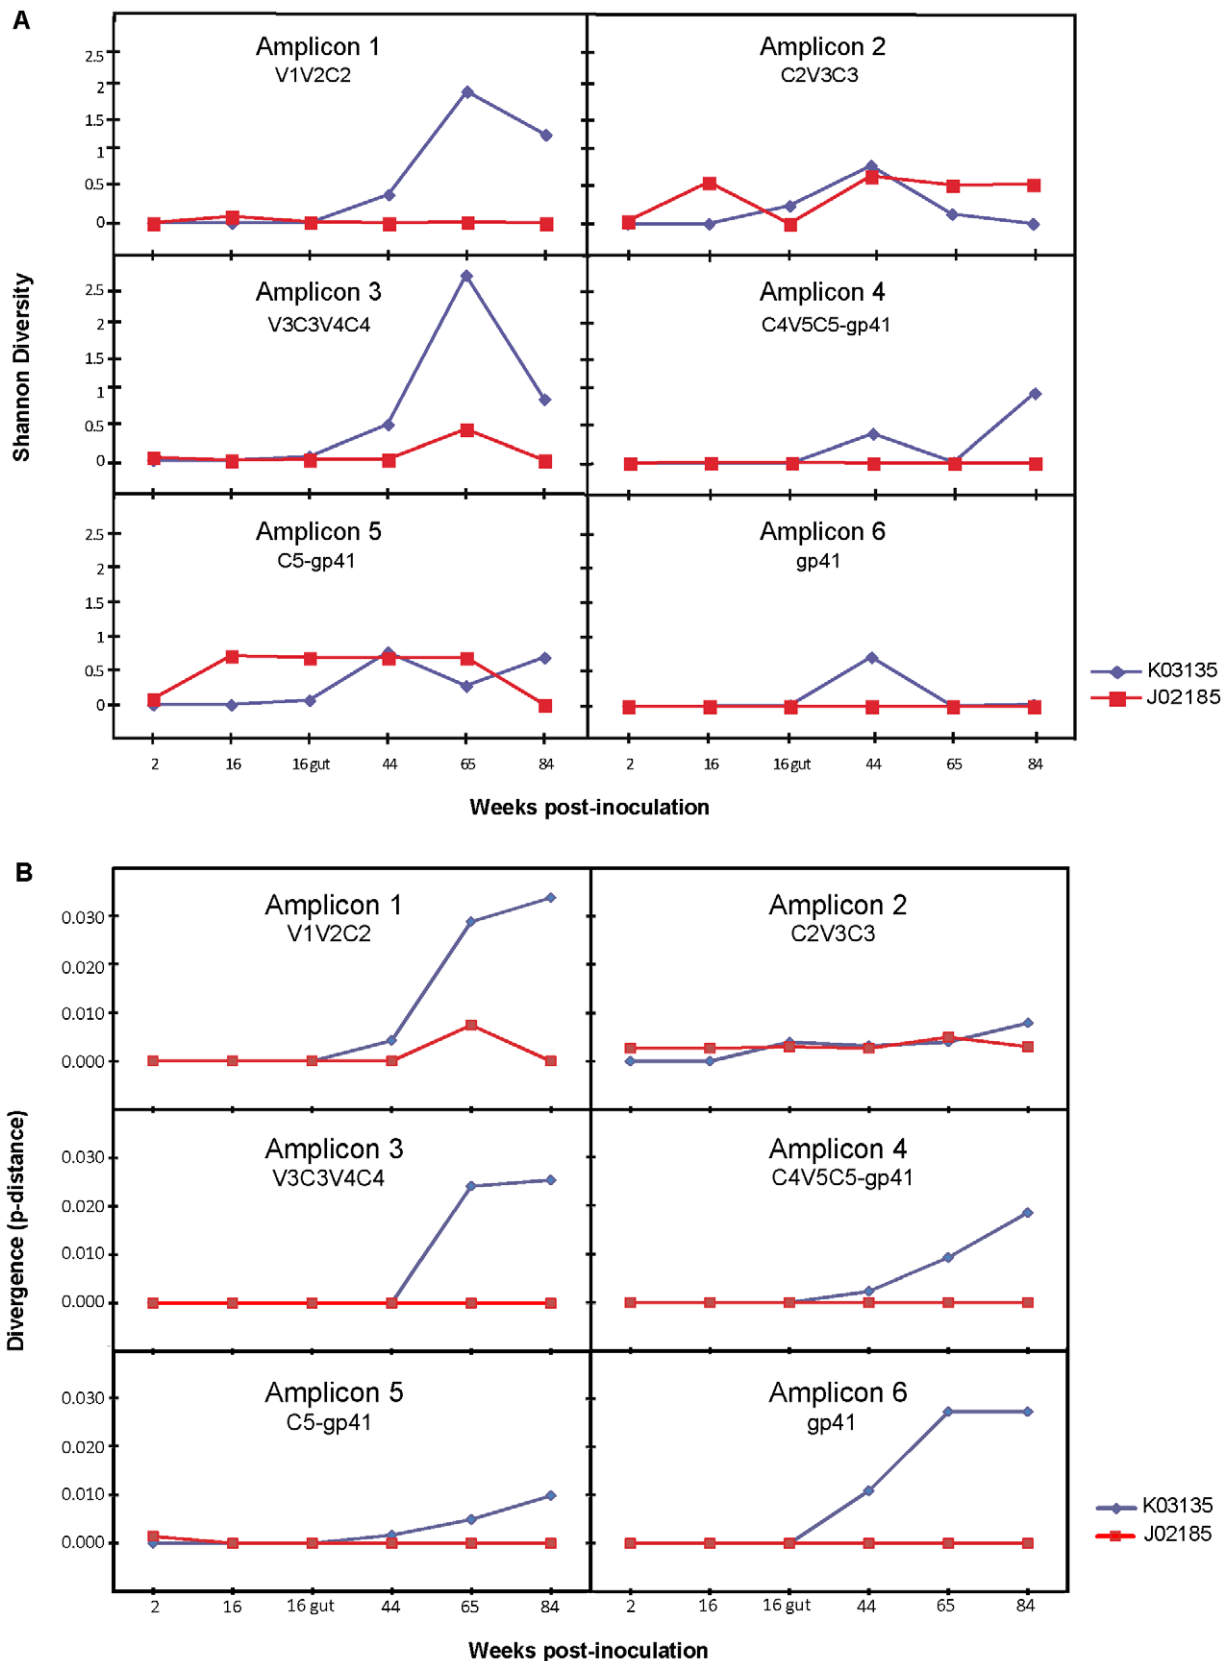 A
Amplicon 1
V1V2C2
Amplicon 2
C2V3C3
2.5
2
1.5
1
0.5
0
Amplicon 3
V3C3V4C4
Amplicon 4
C4V5C5-gp41
2.5
2
1.5
1
0.5
0
Shannon Diversity
Amplicon 5
C5-gp41
Amplicon 6
gp41
2.5
2
1.5
1
0.5
0
K03135
J02185
2 16 16 gut 44 65 84 2 16 16 gut 44 65 84
Weeks post-inoculation
B
Amplicon 1
V1V2C2
Amplicon 2
C2V3C3
0.030
0.020
0.010
0.000
Amplicon 3
V3C3V4C4
Amplicon 4
C4V5C5-gp41
0.030
0.020
0.010
0.000
Divergence (p-distance)
Amplicon 5
C5-gp41
Amplicon 6
gp41
0.030
0.020
0.010
0.000
K03135
J02185
2 16 16 gut 44 65 84 2 16 16 gut 44 65 84
Weeks post-inoculation